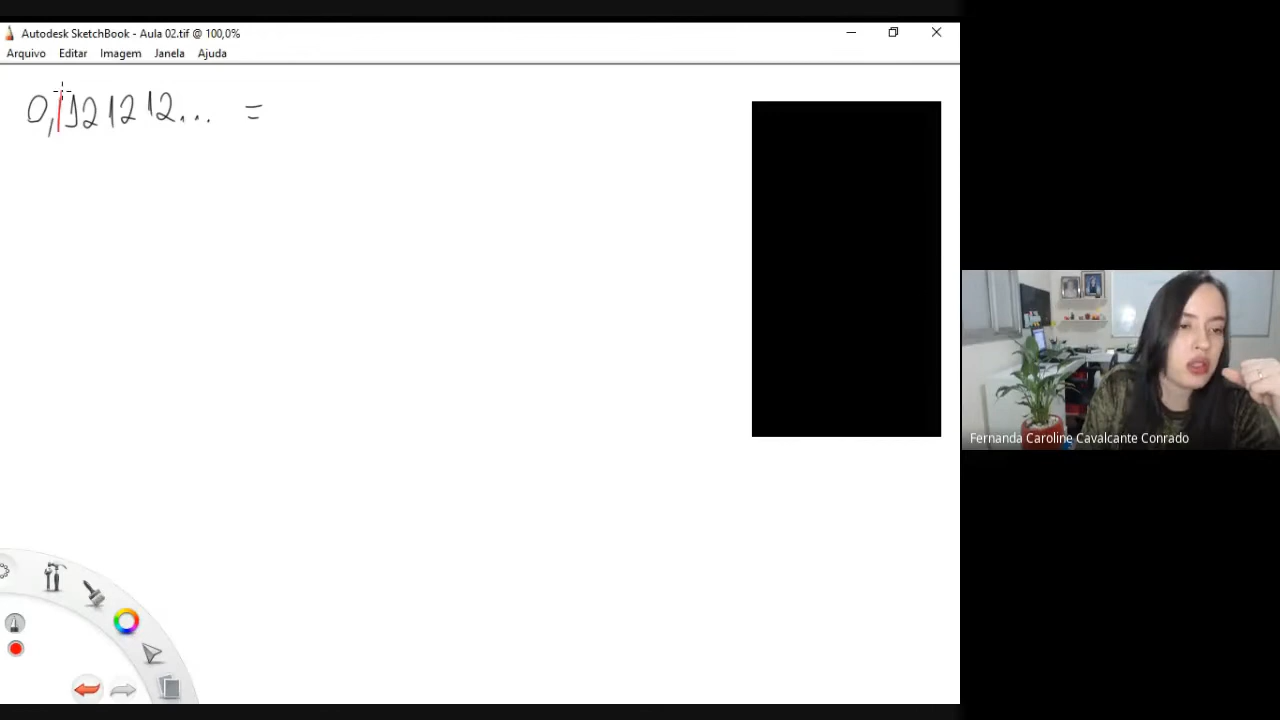 Autodesk SketchBook - Aula 02.tif @ 100,0%
Arquivo Editar Imagem Janela Ajuda
0,121212... =
Fernanda Caroline Cavalcante Conrado